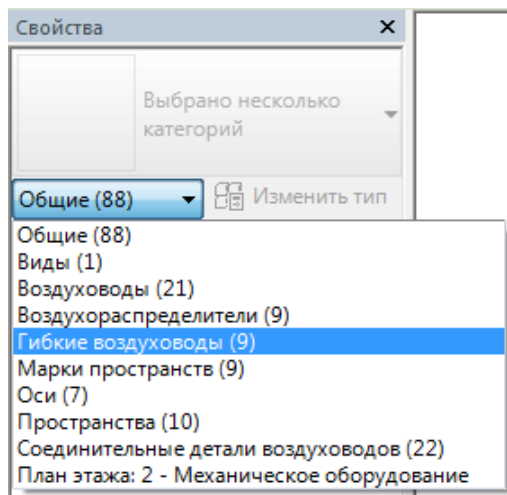 Свойства
Выбрано несколько
категорий
Общие (88)
Изменить тип
Общие (88)
Виды (1)
Воздуховоды (21)
Воздухораспределители (9)
Гибкие воздуховоды (9)
Марки пространств (9)
Оси (7)
Пространства (10)
Соединительные детали воздуховодов (22)
План этажа: 2 - Механическое оборудование